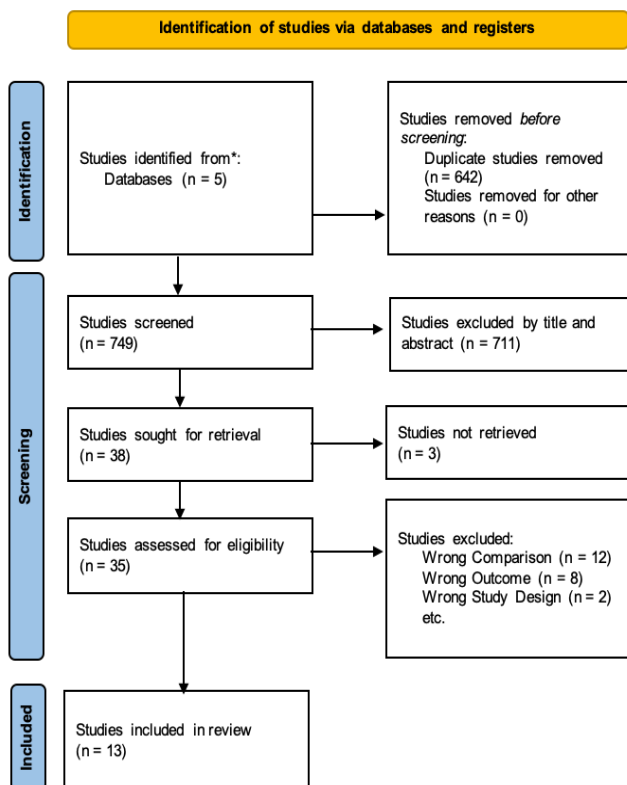 Identification of studies via databases and registers
Identification
Studies identified from*:
Databases (n = 5)
Studies removed before
screening:
Duplicate studies removed
(n = 642)
Studies removed for other
reasons (n = 0)
Screening
Studies screened
(n = 749)
Studies excluded by title and
abstract (n = 711)
Studies sought for retrieval
(n = 38)
Studies not retrieved
(n = 3)
Studies assessed for eligibility
(n = 35)
Studies excluded:
Wrong Comparison (n = 12)
Wrong Outcome (n = 8)
Wrong Study Design (n = 2)
etc.
Included
Studies included in review
(n = 13)